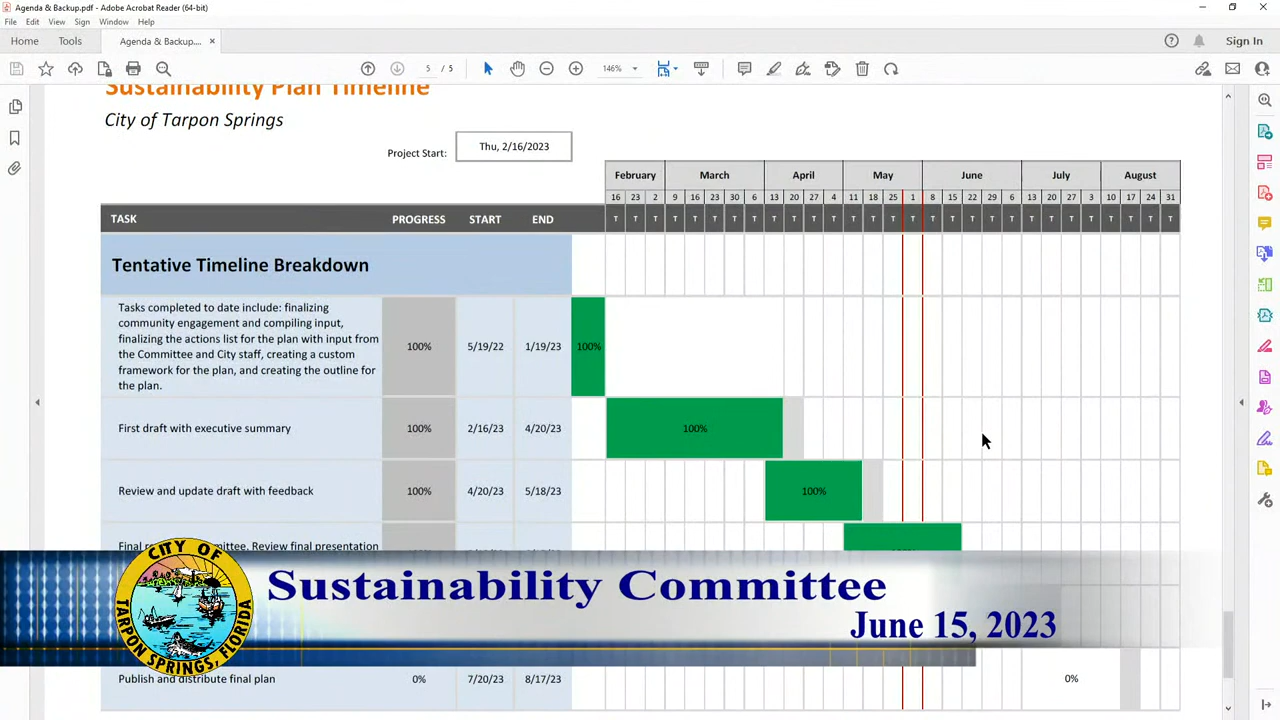 Agenda & Backup.pdf - Adobe Acrobat Reader (64-bit)
File Edit View Sign Window Help
Home Tools Agenda & Backup.... × Sign In
5 / 5 146%
Sustainability Plan Timeline
City of Tarpon Springs
Project Start: Thu, 2/16/2023
February March April May June July August
16 23 2 9 16 23 30 6 13 20 27 4 11 18 25 1 8 15 22 29 6 13 20 27 3 10 17 24 31
TASK PROGRESS START END T T T T T T T T T T T T T T T T T T T T T T T T T T T T T
Tentative Timeline Breakdown
Tasks completed to date include: finalizing
community engagement and compiling input,
finalizing the actions list for the plan with input from
the Committee and City staff, creating a custom
framework for the plan, and creating the outline for
the plan.
100% 5/19/22 1/19/23 100%
First draft with executive summary 100% 2/16/23 4/20/23 100%
Review and update draft with feedback 100% 4/20/23 5/18/23 100%
Review final presentation
CITY OF
TARPON SPRINGS, FLORIDA
Sustainability Committee
June 15, 2023
Publish and distribute final plan 0% 7/20/23 8/17/23 0%